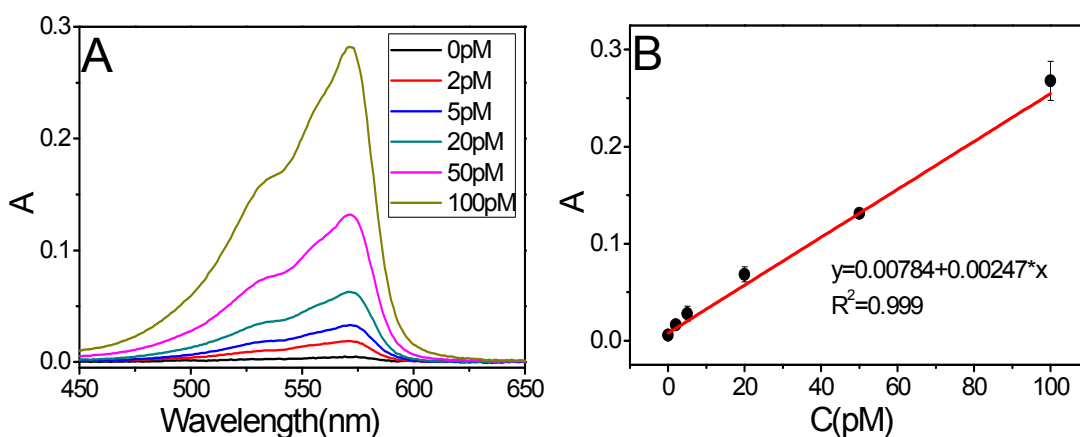 A
0pM
2pM
5pM
20pM
50pM
100pM
0.3
0.2
0.1
0.0
A
450 500 550 600 650
Wavelength(nm)
B
0.3
0.2
0.1
0.0
A
y=0.00784+0.00247*x
R²=0.999
0 20 40 60 80 100
C(pM)